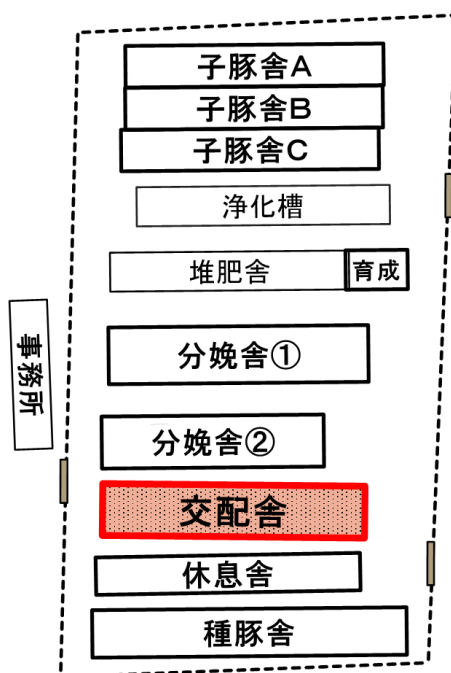 子豚舎A
子豚舎B
子豚舎C
浄化槽
堆肥舎
育成
事務所
分娩舎①
分娩舎②
交配舎
休息舎
種豚舎